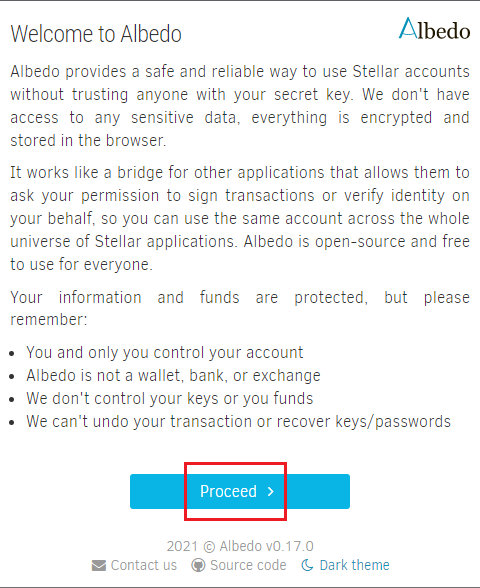 Welcome to Albedo
Albedo
Albedo provides a safe and reliable way to use Stellar accounts
without trusting anyone with your secret key. We don't have
access to any sensitive data, everything is encrypted and
stored in the browser.
It works like a bridge for other applications that allows them to
ask your permission to sign transactions or verify identity on
your behalf, so you can use the same account across the whole
universe of Stellar applications. Albedo is open-source and free
to use for everyone.
Your information and funds are protected, but please
remember:
• You and only you control your account
• Albedo is not a wallet, bank, or exchange
• We don't control your keys or you funds
• We can't undo your transaction or recover keys/passwords
Proceed >
2021 © Albedo v0.17.0
Contact us Source code Dark theme